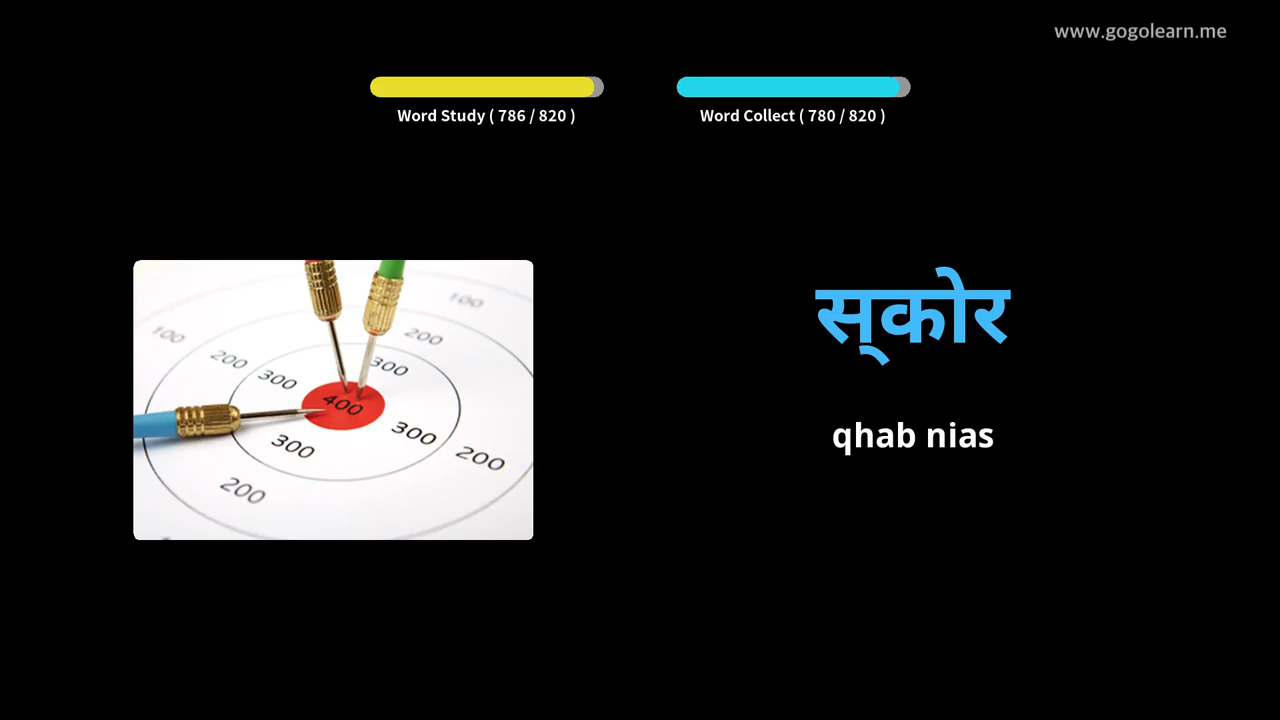 www.gogolearn.me
Word Study ( 786 / 820 )
Word Collect ( 780 / 820 )
स्‌कोर
qhab nias
100
100
200
200
300
300
400
300
300
200
200